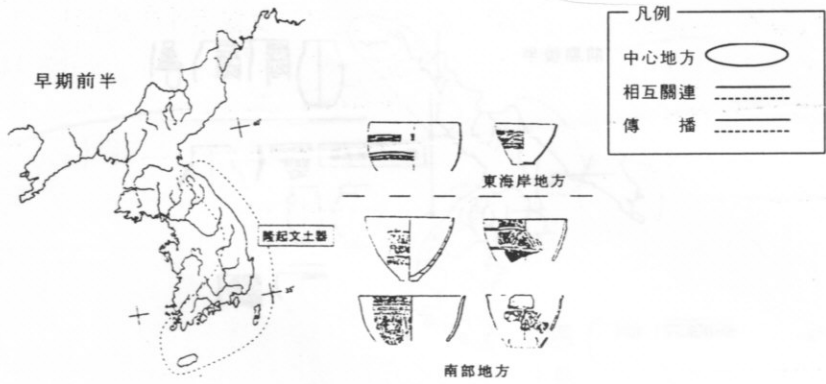 早期前半
隆起文土器
東海岸地方
南部地方
凡例
中心地方
相互關連
傳 播